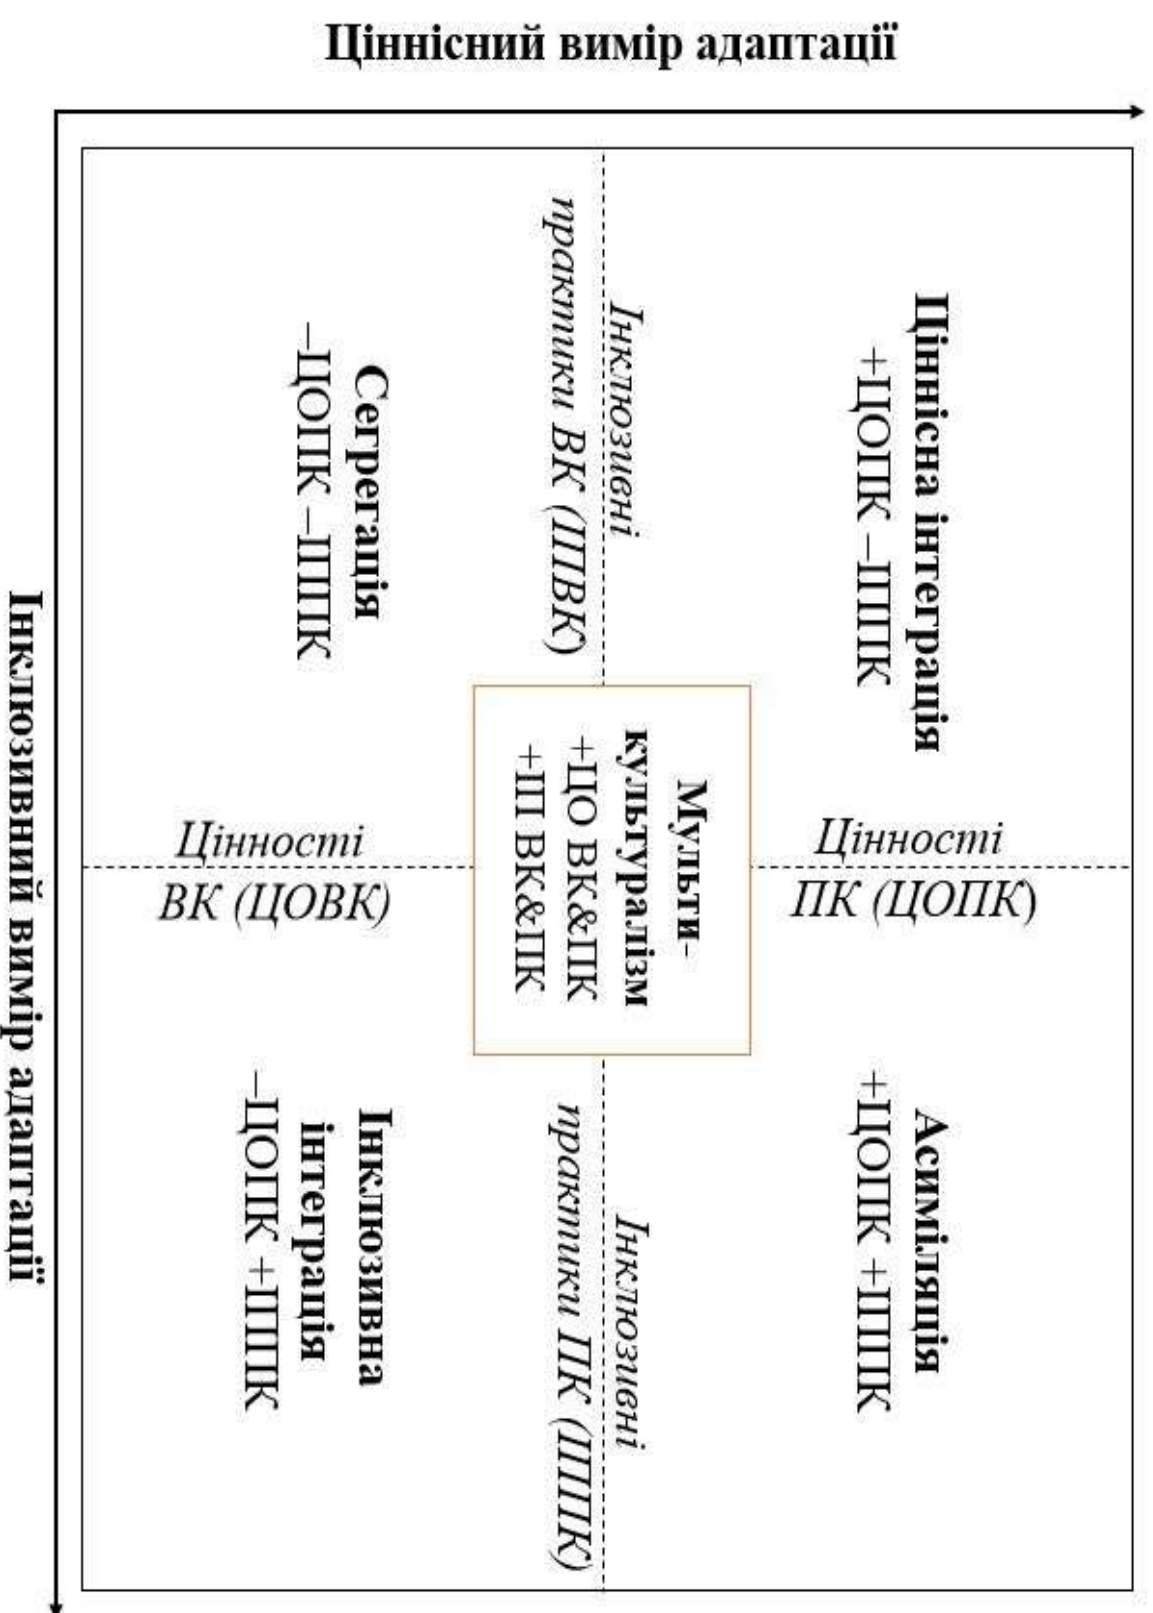 Ціннісний вимір адаптації
Ціннісна інтеграція
+ЦОПК –ІППК
Асиміляція
+ЦОПК +ІППК
Цінності
ПК (ЦОПК)
Інклюзивні
практики ВК (ІПВК)
Мульти-
культуралізм
+ЦО ВК&ПК
+ІП ВК&ПК
Інклюзивні
практики ПК (ІППК)
Сегрегація
–ЦОПК –ІППК
Цінності
ВК (ЦОВК)
Інклюзивна
інтеграція
–ЦОПК +ІППК
Інклюзивний вимір адаптації